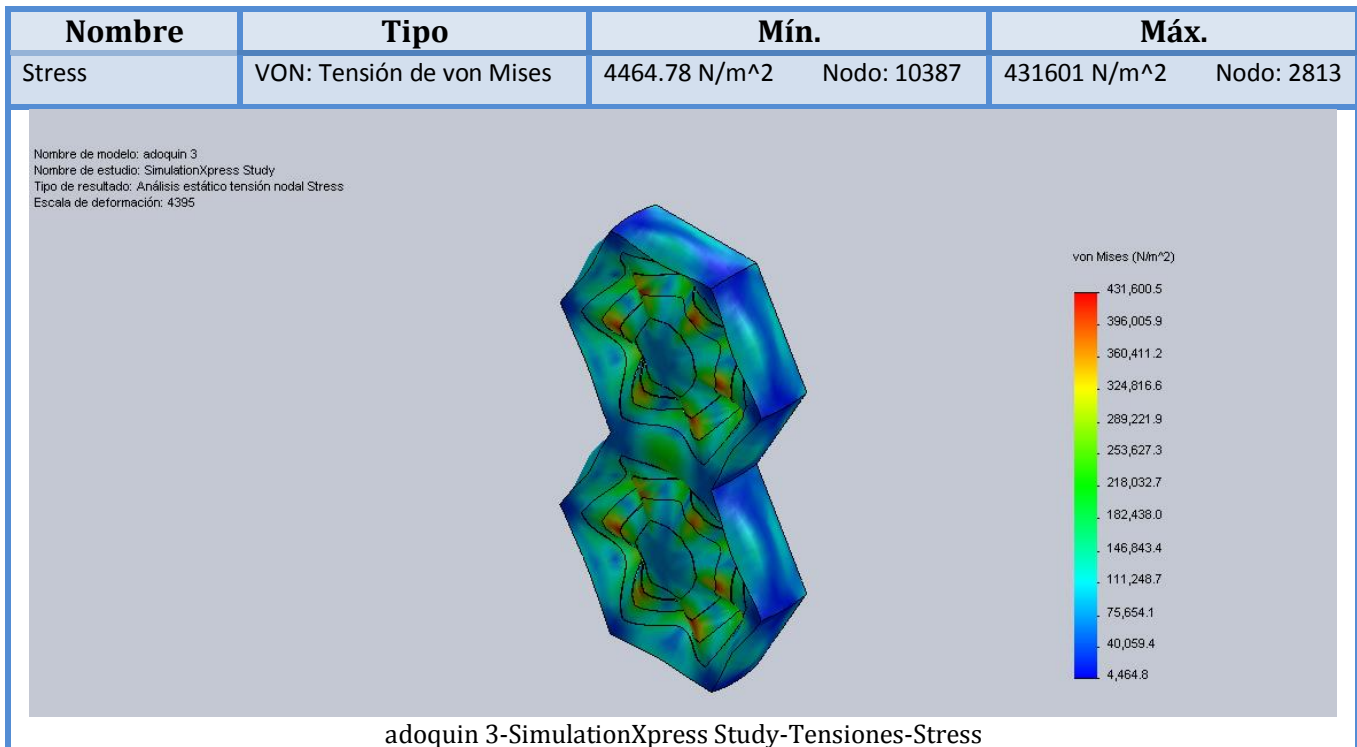 Nombre Tipo Mín. Máx.
Stress VON: Tensión de von Mises 4464.78 N/m^2 Nodo: 10387 431601 N/m^2 Nodo: 2813
Nombre de modelo: adoquin 3
Nombre de estudio: SimulationXpress Study
Tipo de resultado: Análisis estático tensión nodal Stress
Escala de deformación: 4395
von Mises (N/m^2)
431,600.5
396,005.9
360,411.2
324,816.6
289,221.9
253,627.3
218,032.7
182,438.0
146,843.4
111,248.7
75,654.1
40,059.4
4,464.8
adoquin 3-SimulationXpress Study-Tensiones-Stress